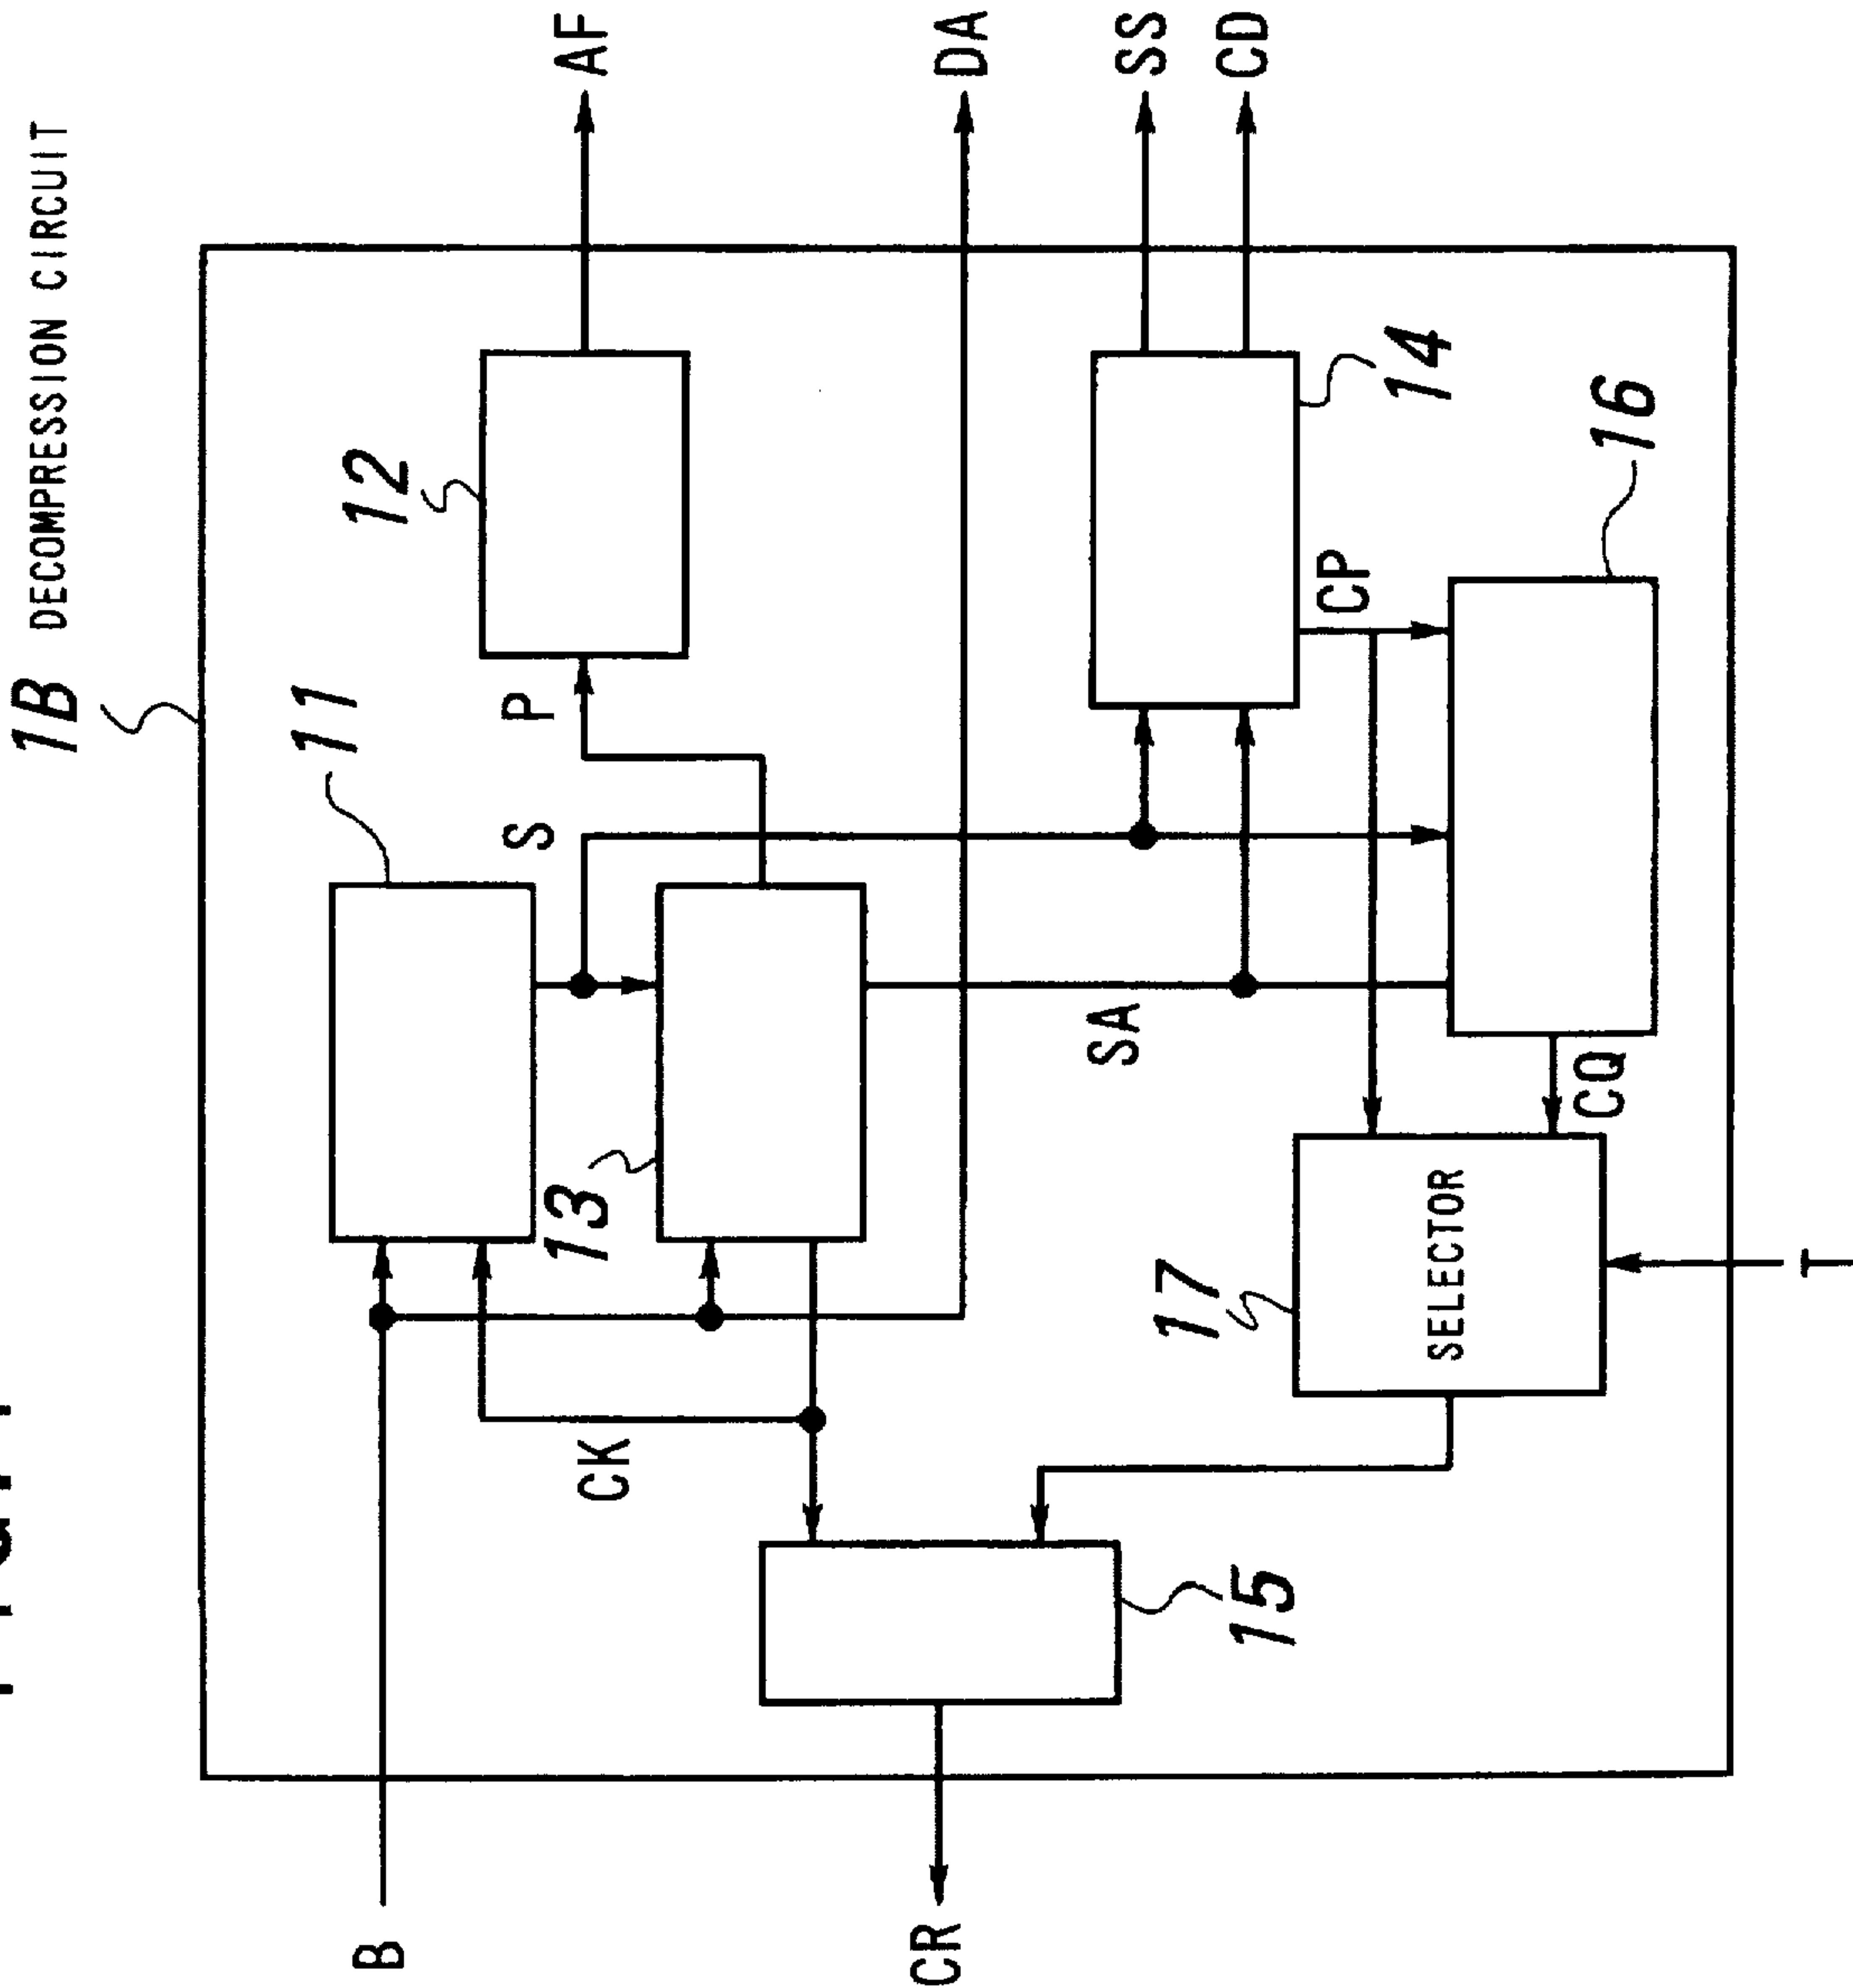 1B DECOMPRESSION CIRCUIT
11
12
13
14
15
16
17
SELECTOR
B
CR
CK
S
P
SA
CP
CQ
T
AF
DA
SS
CD